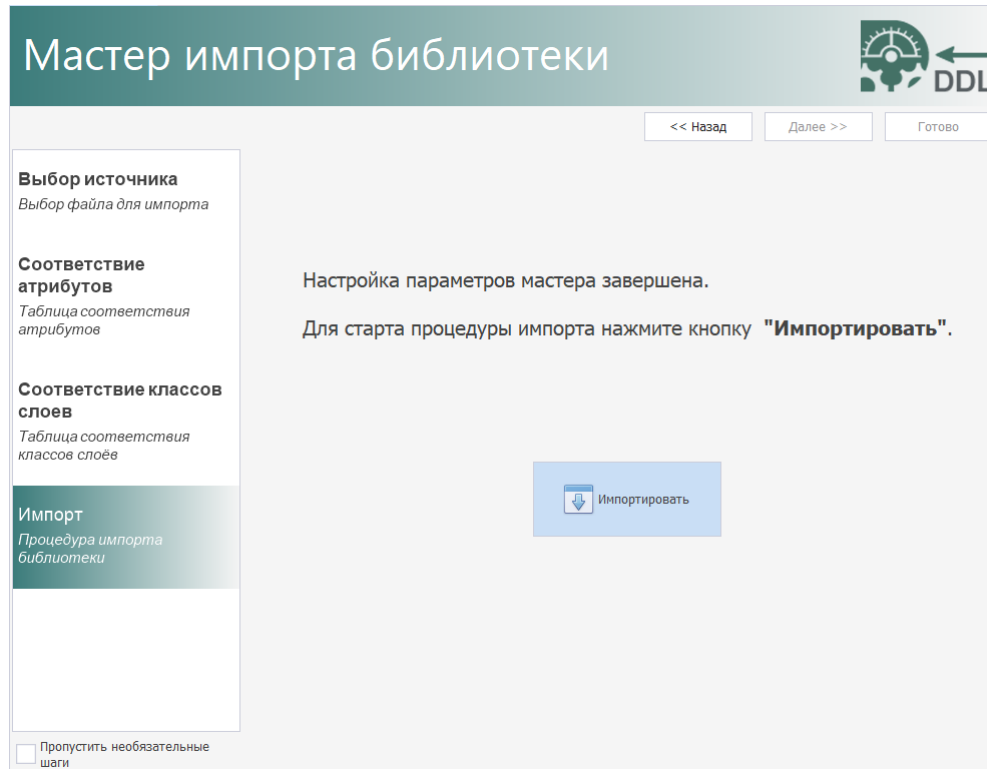 Мастер импорта библиотеки
DDL
<< Назад
Далее >>
Готово
Выбор источника
Выбор файла для импорта
Соответствие
атрибутов
Таблица соответствия
атрибутов
Соответствие классов
слоев
Таблица соответствия
классов слоёв
Импорт
Процедура импорта
библиотеки
Настройка параметров мастера завершена.
Для старта процедуры импорта нажмите кнопку "Импортировать".
Импортировать
Пропустить необязательные
шаги